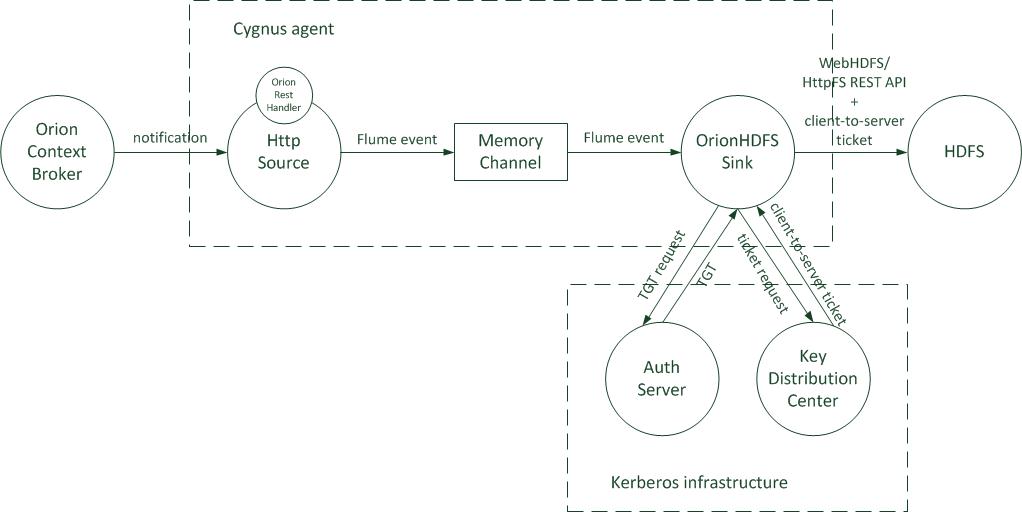 Cygnus agent
Orion
Rest
Handler
Orion
Context
Broker
notification
Http
Source
Flume event
Memory
Channel
Flume event
OrionHDFS
Sink
WebHDFS/
HttpFS REST API
+
client-to-server
ticket
HDFS
TGT request
TGT
ticket request
client-to-server ticket
Auth
Server
Key
Distribution
Center
Kerberos infrastructure